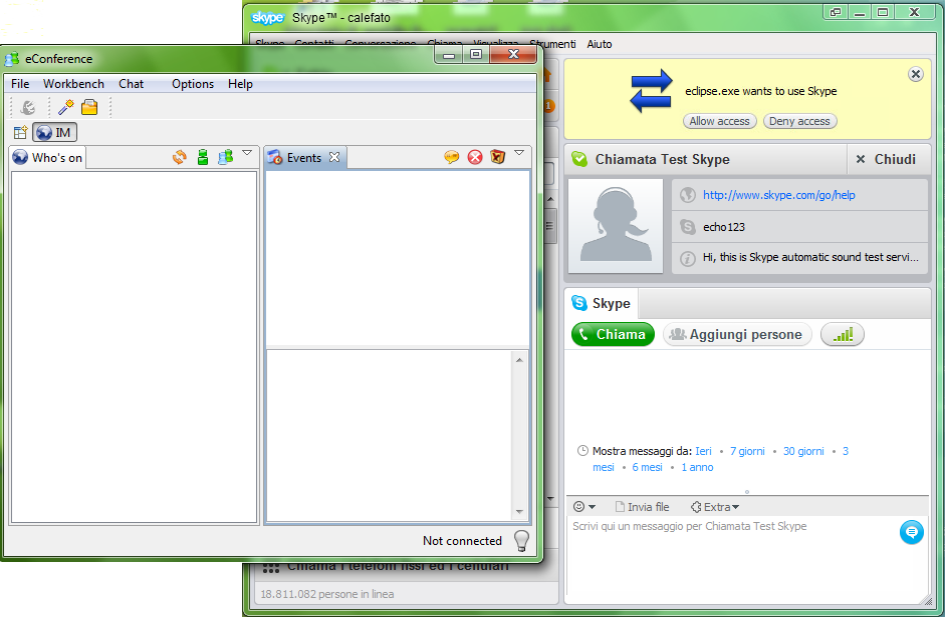 skype Skype™ - calefato
Skype Contatti Conversazione Chiama Visualizza Strumenti Aiuto
eConference
File Workbench Chat Options Help
IM
Who's on
Events
Not connected
eclipse.exe wants to use Skype
Allow access Deny access
1
Chiamata Test Skype
Chiudi
http://www.skype.com/go/help
echo123
Hi, this is Skype automatic sound test servi...
Skype
Chiama Aggiungi persone
Mostra messaggi da: Ieri • 7 giorni • 30 giorni • 3
mesi • 6 mesi • 1 anno
Invia file Extra
Scrivi qui un messaggio per Chiamata Test Skype
Chiama i telefoni fissi ed i cellulari
18.811.082 persone in linea